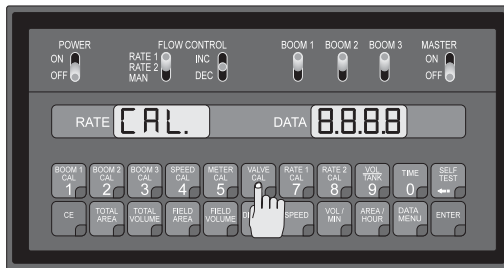 POWER
ON
OFF
FLOW CONTROL
RATE 1
RATE 2
MAN
INC
DEC
BOOM 1 BOOM 2 BOOM 3
MASTER
ON
OFF
RATE CAL. DATA 8.8.8.8
BOOM 1 CAL 1
BOOM 2 CAL 2
BOOM 3 CAL 3
SPEED CAL 4
METER CAL 5
VALVE CAL
RATE 1 CAL 7
RATE 2 CAL 8
VOL TANK 9
TIME 0
SELF TEST
CE
TOTAL AREA
TOTAL VOLUME
FIELD AREA
FIELD VOLUME
SPEED
VOL / MIN
AREA / HOUR
DATA MENU
ENTER